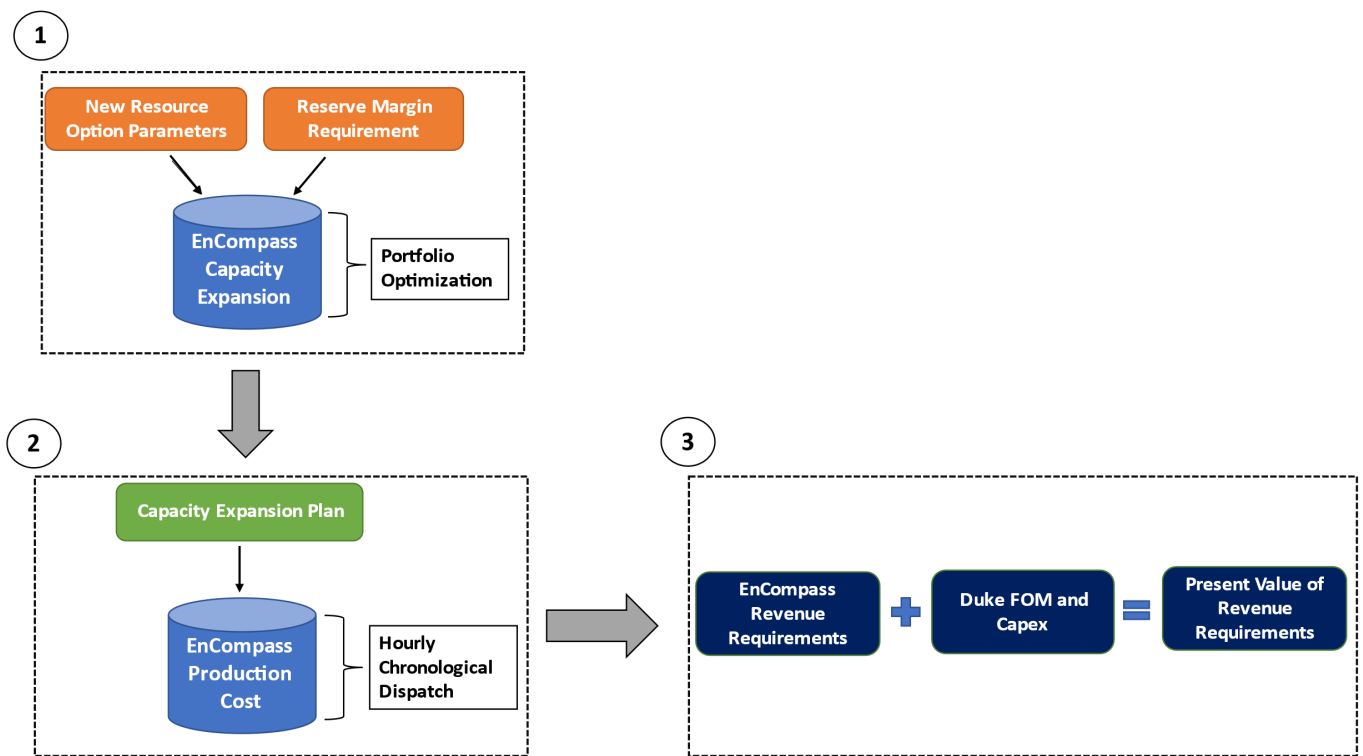 1
New Resource
Option Parameters
Reserve Margin
Requirement
EnCompass
Capacity
Expansion
Portfolio
Optimization
2
Capacity Expansion Plan
EnCompass
Production
Cost
Hourly
Chronological
Dispatch
3
EnCompass
Revenue
Requirements
+
Duke FOM and
Capex
=
Present Value of
Revenue
Requirements